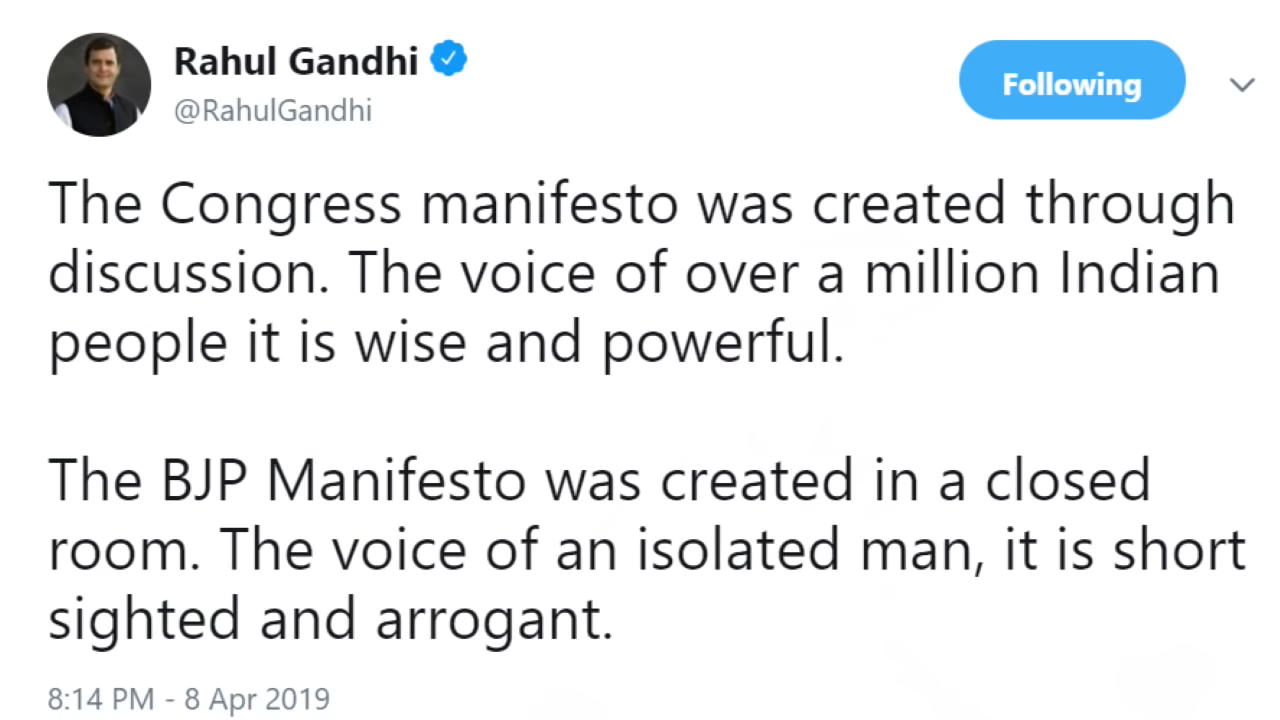 Rahul Gandhi
@RahulGandhi
Following
The Congress manifesto was created through
discussion. The voice of over a million Indian
people it is wise and powerful.
The BJP Manifesto was created in a closed
room. The voice of an isolated man, it is short
sighted and arrogant.
8:14 PM - 8 Apr 2019